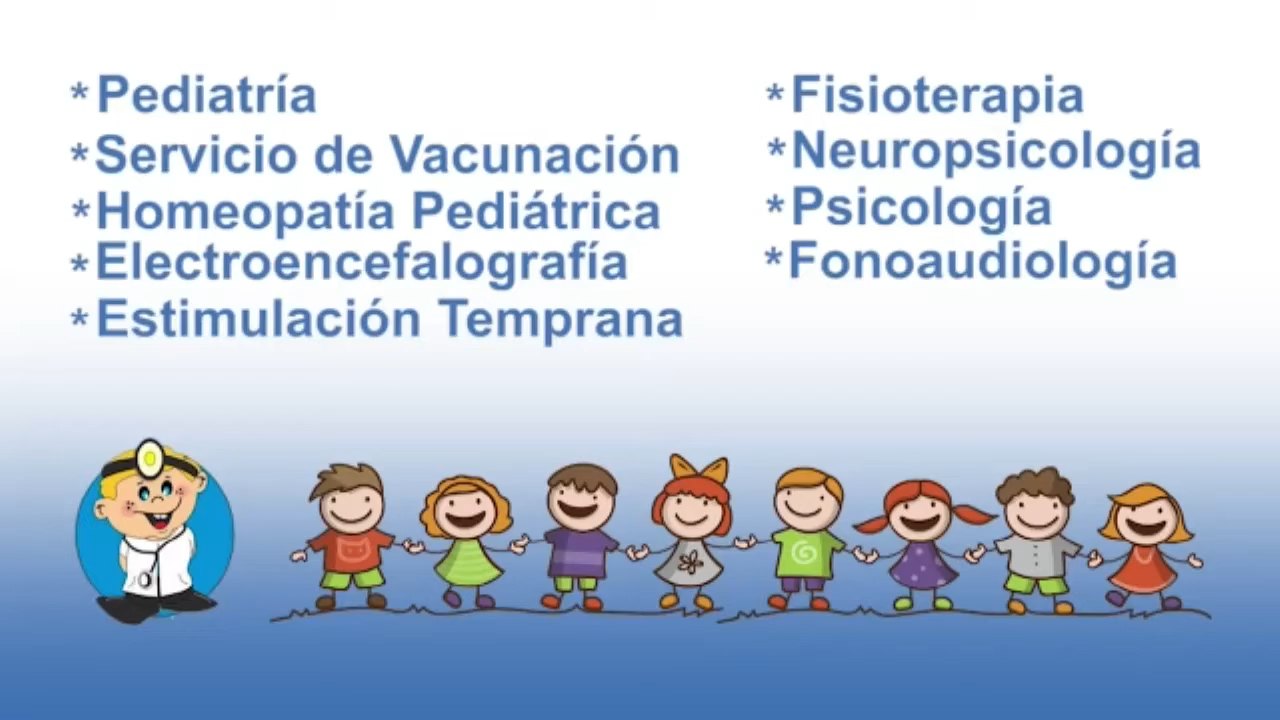 *Pediatría
*Servicio de Vacunación
*Homeopatía Pediátrica
*Electroencefalografía
*Estimulación Temprana
*Fisioterapia
*Neuropsicología
*Psicología
*Fonoaudiología